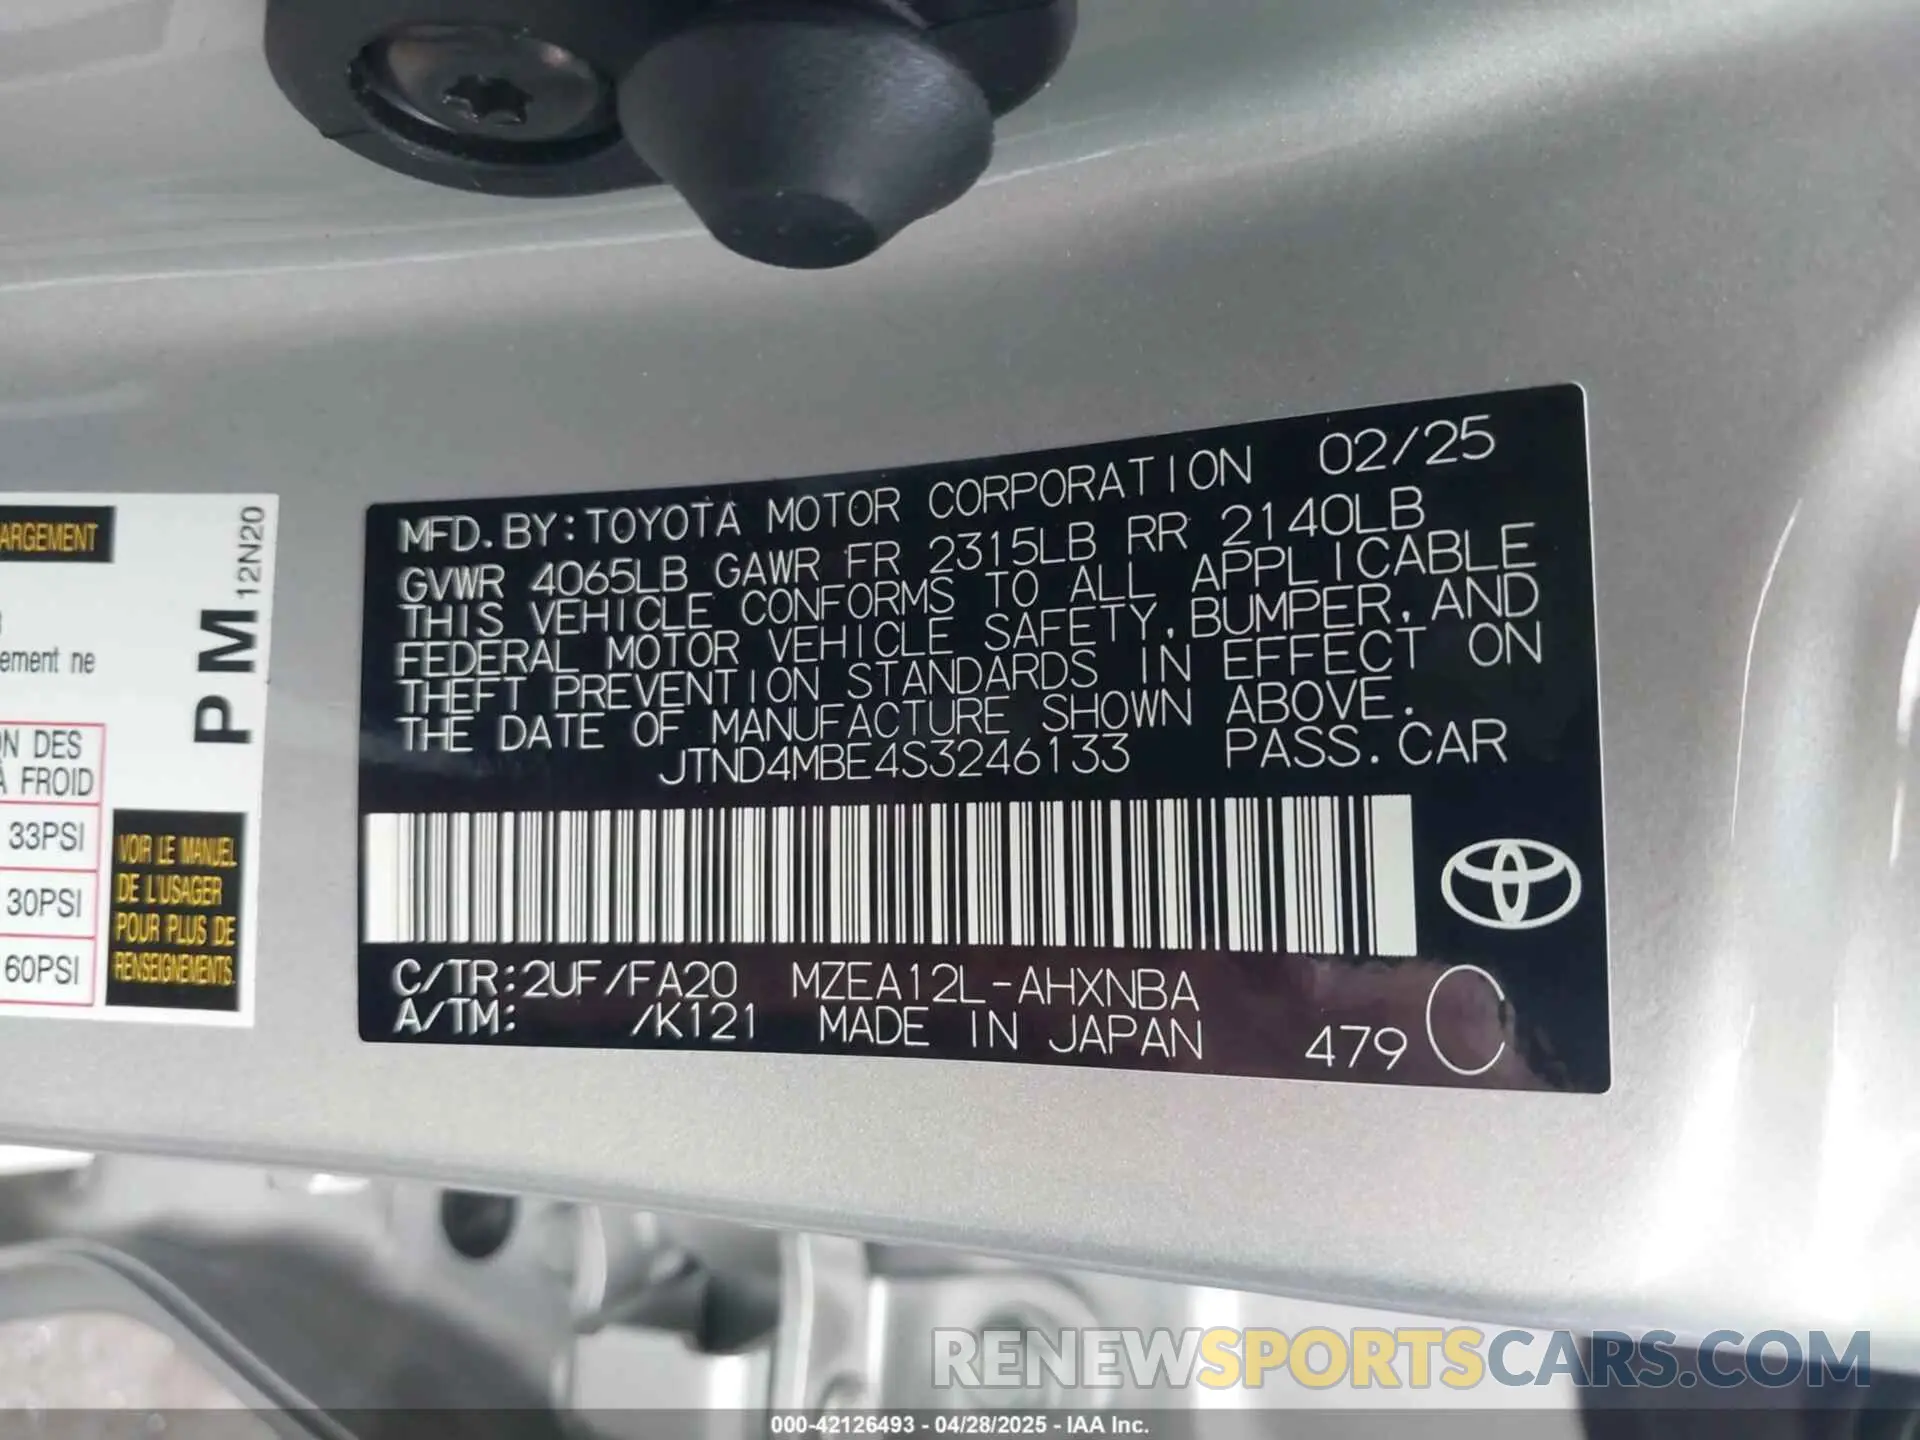 ARGEMENT
12N20
PM
ement ne
N DES
À FROID
33PSI
30PSI
60PSI
VOIR LE MANUEL
DE L'USAGER
POUR PLUS DE
RENSEIGNEMENTS.
MFD. BY: TOYOTA MOTOR CORPORATION 02/25
GVWR 4065LB GAWR FR 2315LB RR 2140LB
THIS VEHICLE CONFORMS TO ALL APPLICABLE
FEDERAL MOTOR VEHICLE SAFETY, BUMPER, AND
THEFT PREVENTION STANDARDS IN EFFECT ON
THE DATE OF MANUFACTURE SHOWN ABOVE.
JTND4MBE4S3246133 PASS. CAR
C/TR: 2UF/FA20 MZEA12L-AHXNBA
A/TM: /K121 MADE IN JAPAN 479
RENEWSPORTSCARS.COM
000-42126493 - 04/28/2025 - IAA Inc.